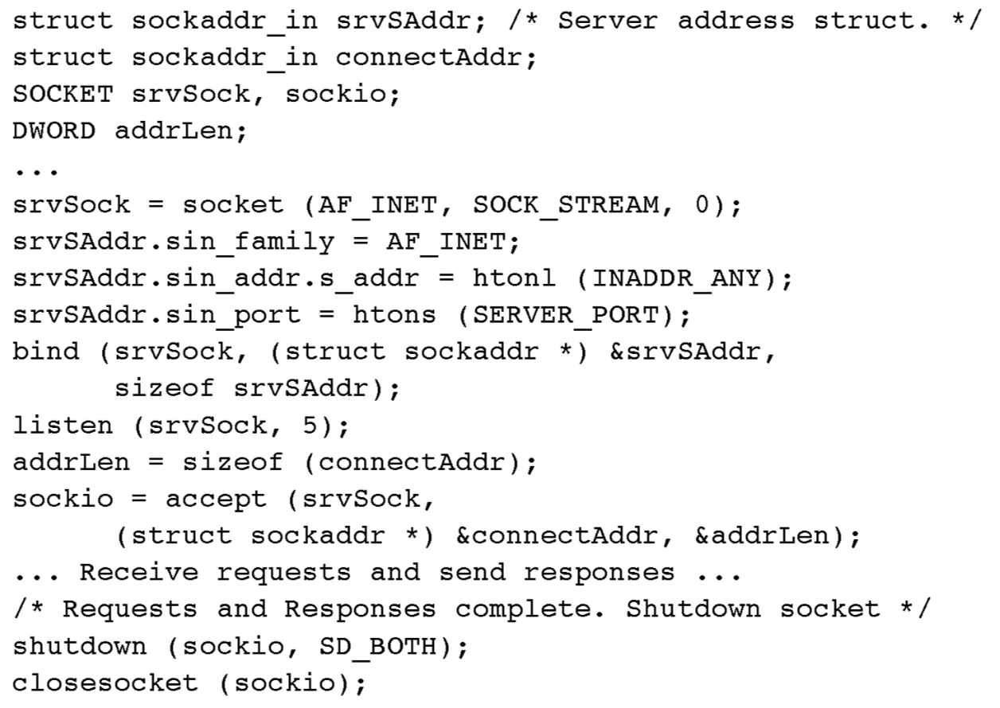 struct sockaddr_in srvSAddr; /* Server address struct. */
struct sockaddr_in connectAddr;
SOCKET srvSock, sockio;
DWORD addrLen;
...
srvSock = socket (AF_INET, SOCK_STREAM, 0);
srvSAddr.sin_family = AF_INET;
srvSAddr.sin_addr.s_addr = htonl (INADDR_ANY);
srvSAddr.sin_port = htons (SERVER_PORT);
bind (srvSock, (struct sockaddr *) &srvSAddr,
      sizeof srvSAddr);
listen (srvSock, 5);
addrLen = sizeof (connectAddr);
sockio = accept (srvSock,
      (struct sockaddr *) &connectAddr, &addrLen);
... Receive requests and send responses ...
/* Requests and Responses complete. Shutdown socket */
shutdown (sockio, SD_BOTH);
closesocket (sockio);